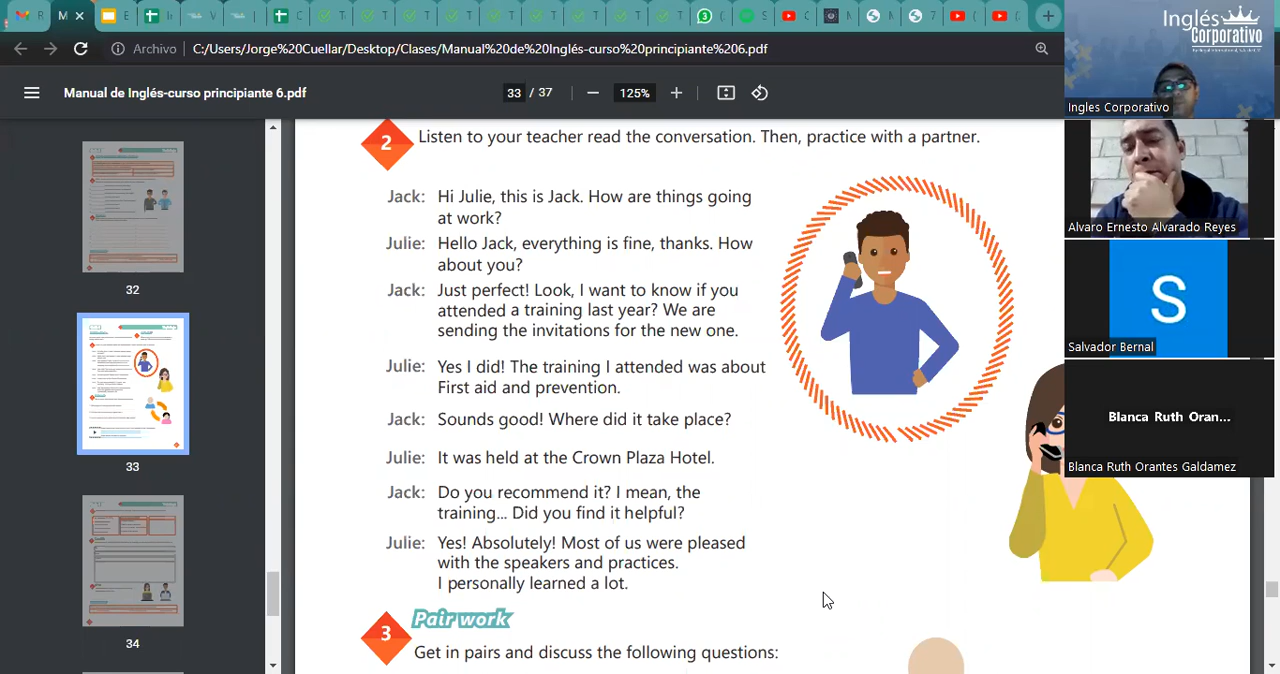 Archivo C:/Users/Jorge%20Cuellar/Desktop/Clases/Manual%20de%20Inglés-curso%20principiante%206.pdf
Manual de Inglés-curso principiante 6.pdf
33 / 37
125%
32
33
34
2 Listen to your teacher read the conversation. Then, practice with a partner.
Jack: Hi Julie, this is Jack. How are things going
at work?
Julie: Hello Jack, everything is fine, thanks. How
about you?
Jack: Just perfect! Look, I want to know if you
attended a training last year? We are
sending the invitations for the new one.
Julie: Yes I did! The training I attended was about
First aid and prevention.
Jack: Sounds good! Where did it take place?
Julie: It was held at the Crown Plaza Hotel.
Jack: Do you recommend it? I mean, the
training... Did you find it helpful?
Julie: Yes! Absolutely! Most of us were pleased
with the speakers and practices.
I personally learned a lot.
3 Pair work
Get in pairs and discuss the following questions:
Inglés
Corporativo
Ingles Corporativo
Alvaro Ernesto Alvarado Reyes
S
Salvador Bernal
Blanca Ruth Oran...
Blanca Ruth Orantes Galdamez